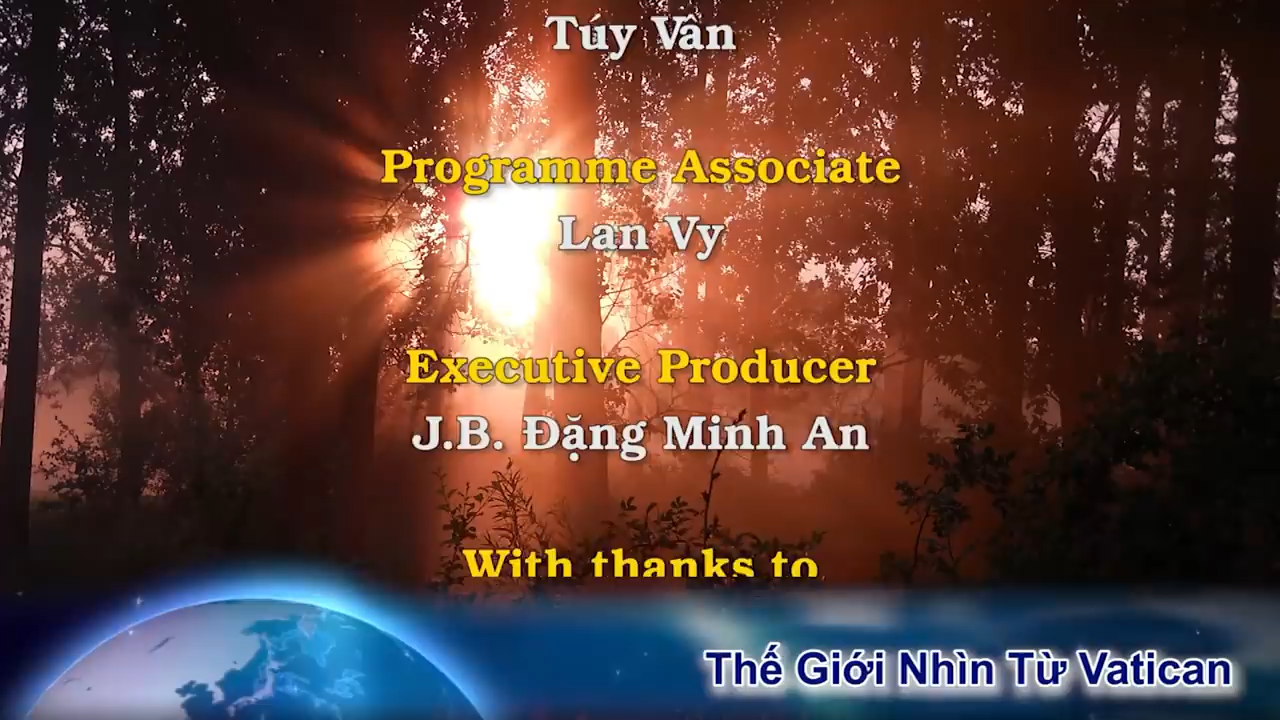 Túy Vân
Programme Associate
Lan Vy
Executive Producer
J.B. Đặng Minh An
With thanks to
Thế Giới Nhìn Từ Vatican